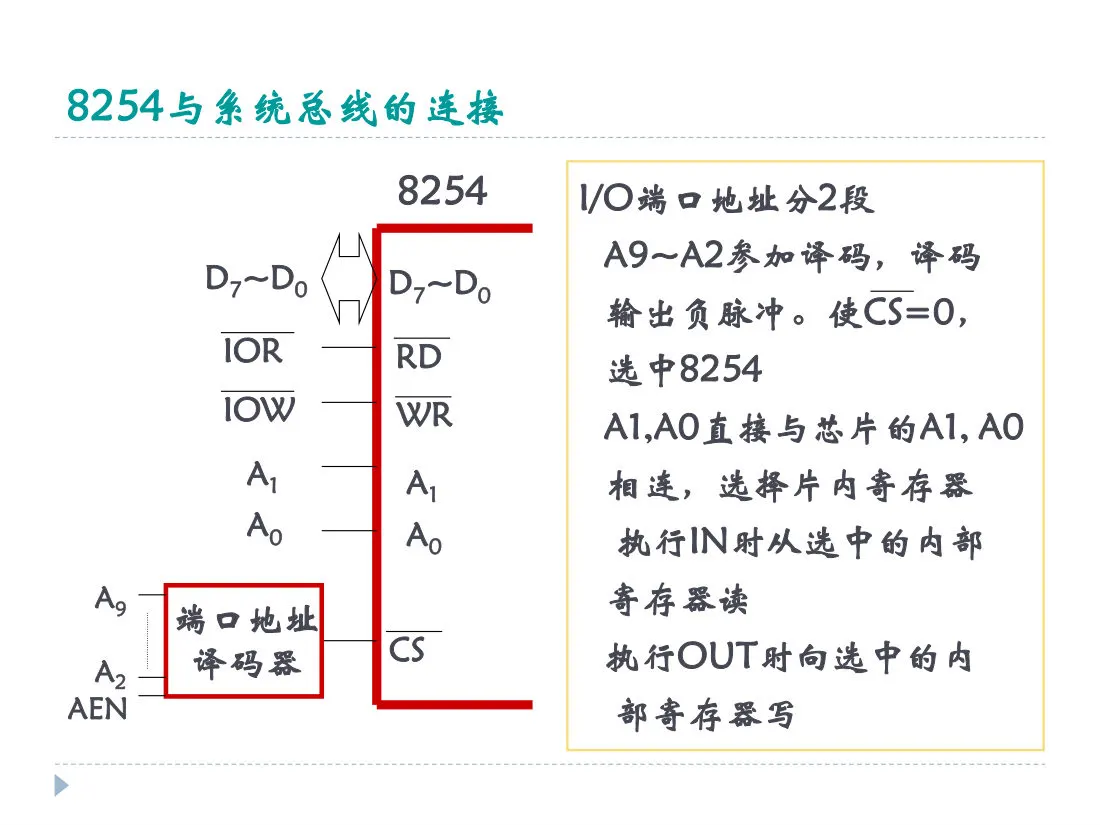 8254与系统总线的连接
8254
D7~D0
D7~D0
IOR
RD
IOW
WR
A1
A1
A0
A0
A9
端口地址
译码器
CS
A2
AEN
I/O端口地址分2段
A9~A2参加译码，译码
输出负脉冲。使CS=0，
选中8254
A1,A0直接与芯片的A1, A0
相连，选择片内寄存器
执行IN时从选中的内部
寄存器读
执行OUT时向选中的内
部寄存器写